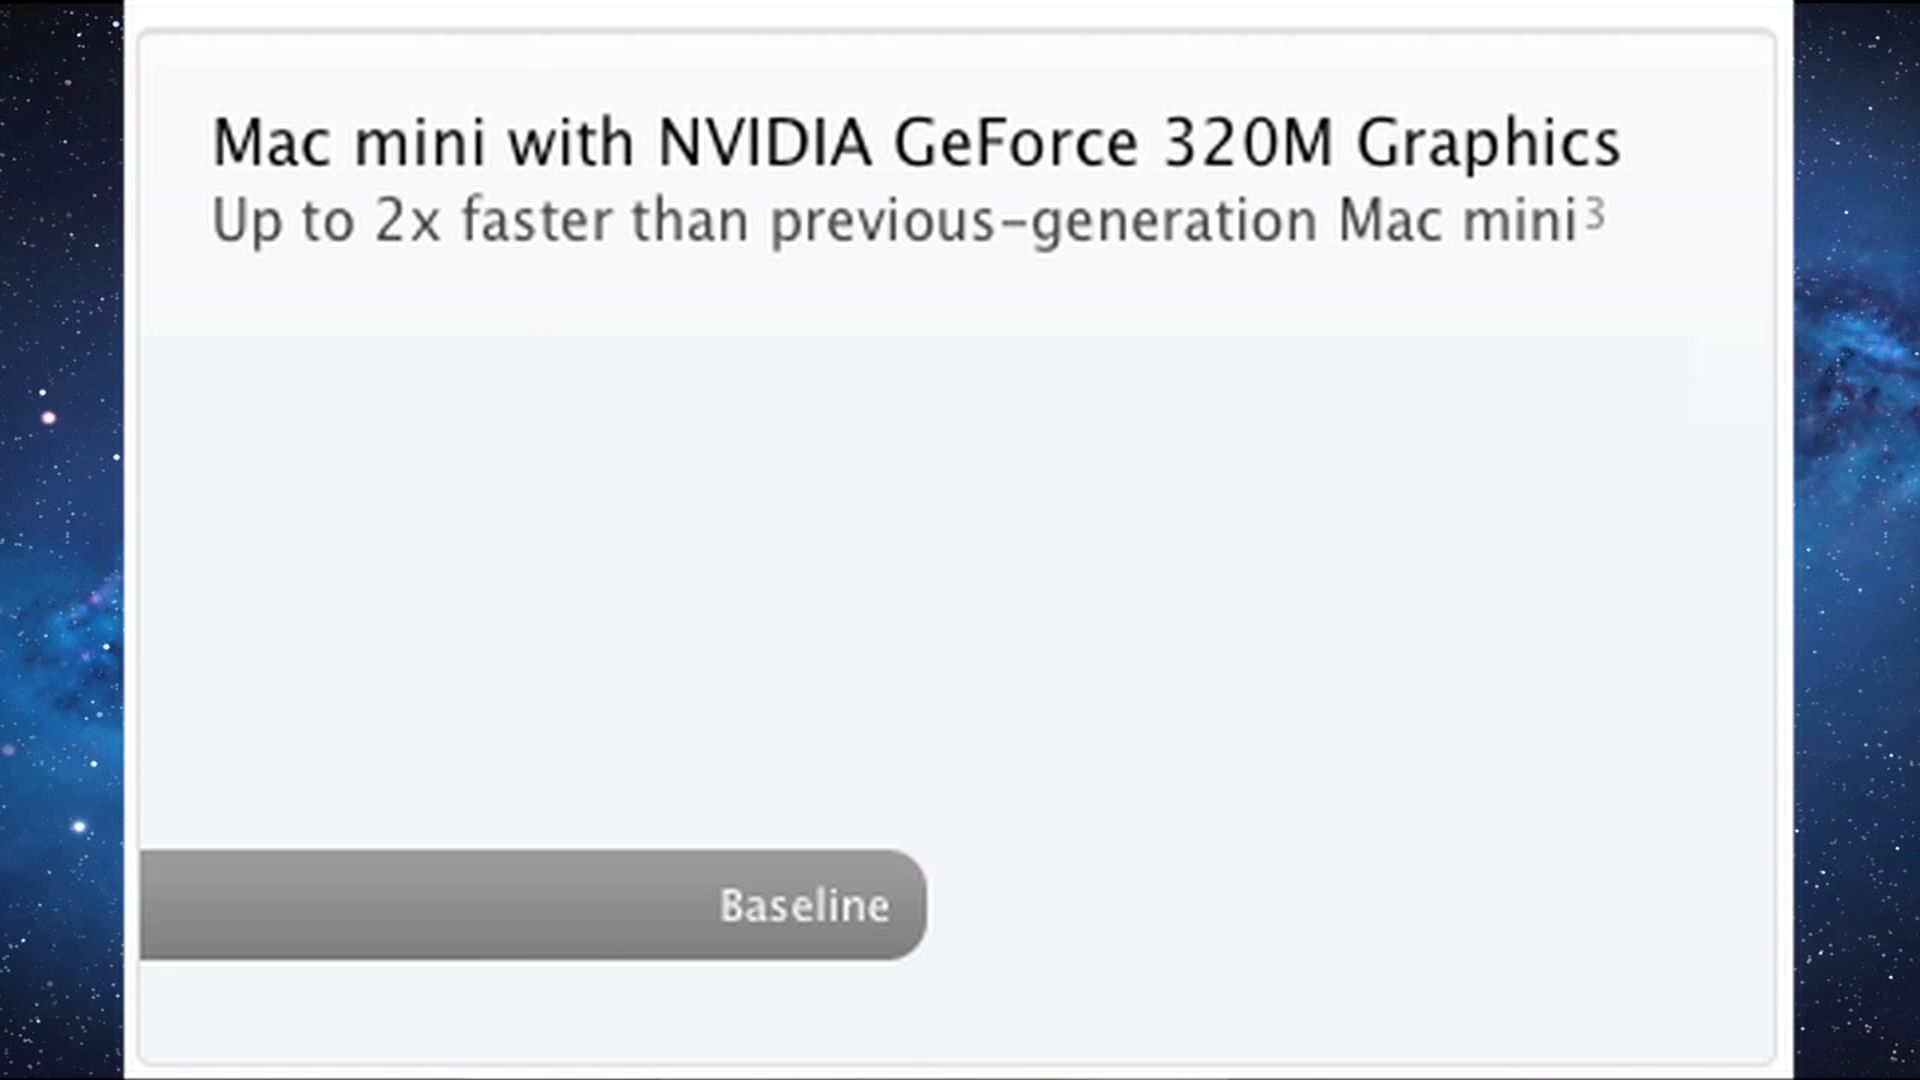 Mac mini with NVIDIA GeForce 320M Graphics
Up to 2x faster than previous-generation Mac mini³
Baseline